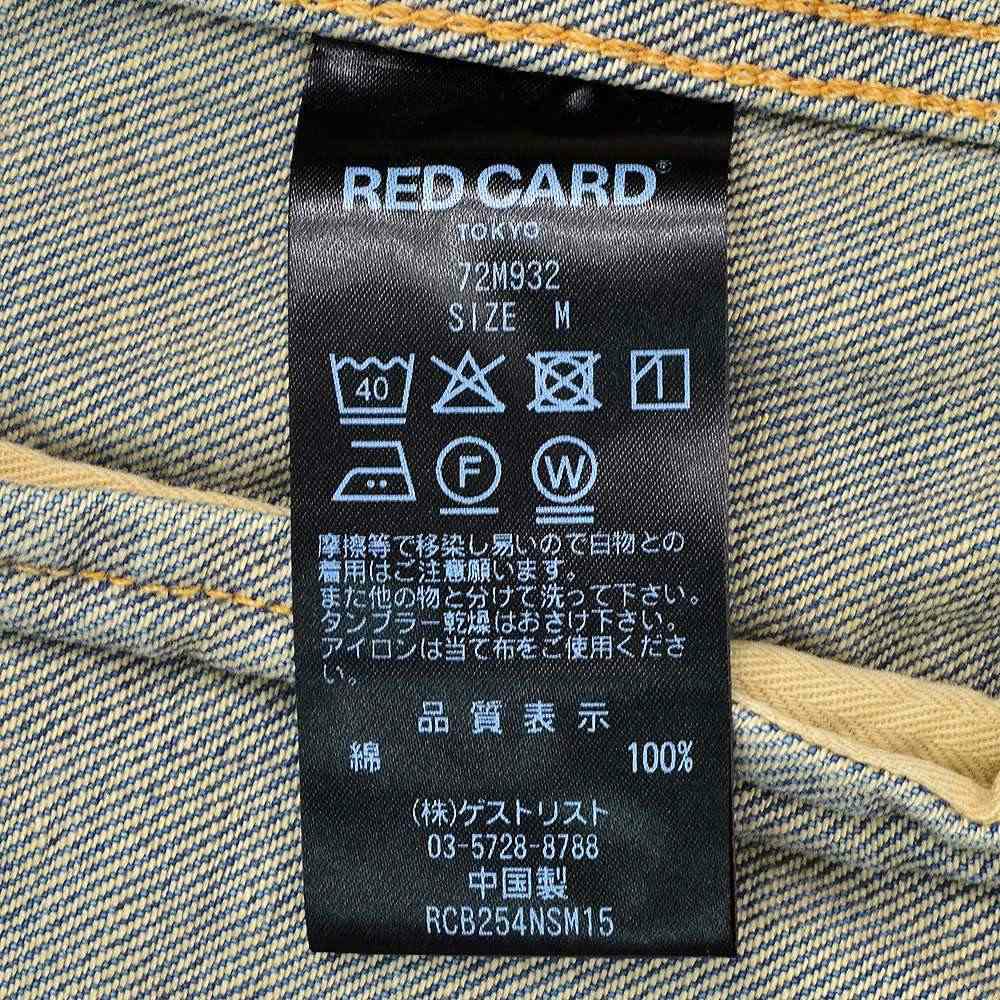 RED CARD®
TOKYO
72M932
SIZE M
40
F W
摩擦等で移染し易いので白物との
着用はご注意願います。
また他の物と分けて洗って下さい。
タンブラー乾燥はおさけ下さい。
アイロンは当て布をご使用くださ
い。
品質表示
綿 100%
(株)ゲストリスト
03-5728-8788
中国製
RCB254NSM15